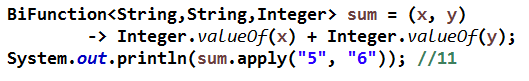 BiFunction<String,String,Integer> sum = (x, y)
-> Integer.valueOf(x) + Integer.valueOf(y);
System.out.println(sum.apply("5", "6")); //11